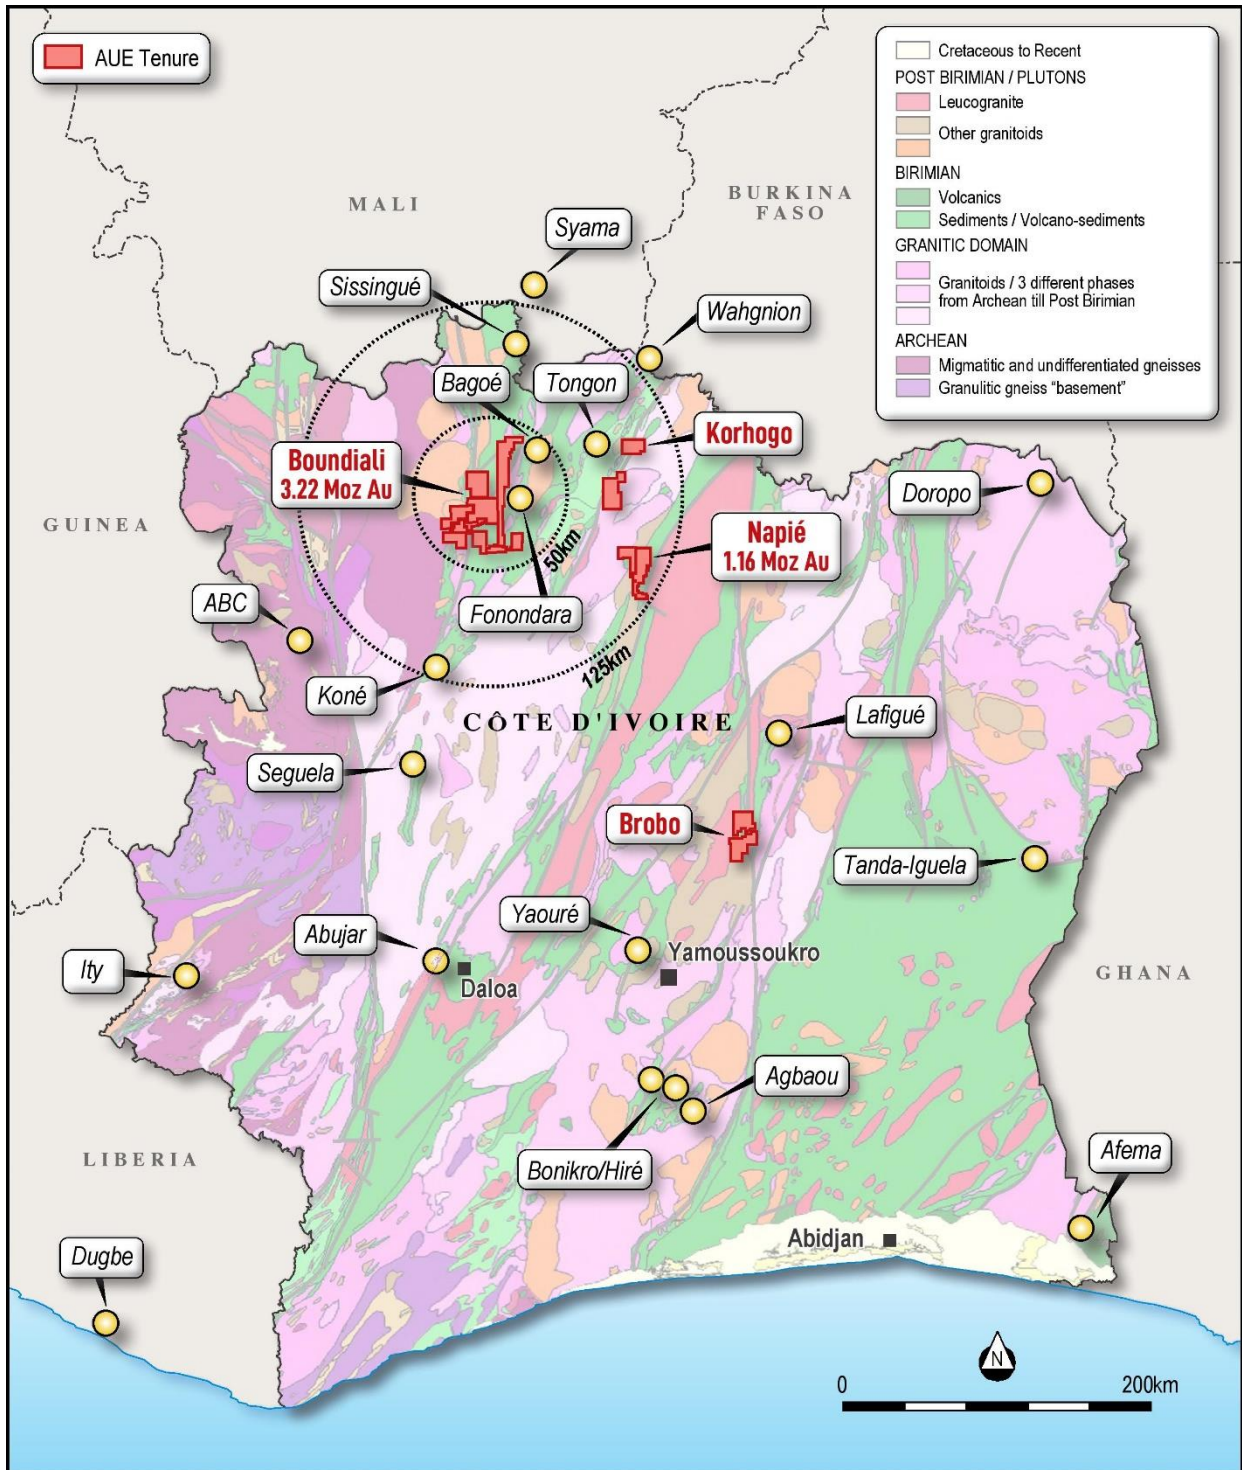 AUE Tenure
Cretaceous to Recent
POST BIRIMIAN / PLUTONS
Leucogranite
Other granitoids
BIRIMIAN
Volcanics
Sediments / Volcano-sediments
GRANITIC DOMAIN
Granitoids / 3 different phases
from Archean till Post Birimian
ARCHEAN
Migmatitic and undifferentiated gneisses
Granulitic gneiss “basement”
MALI
BURKINA
FASO
Syama
Sissingué
Wahgnion
Bagoé
Tongon
Korhogo
Boundiali
3.22 Moz Au
Doropo
GUINEA
Napié
1.16 Moz Au
50km
Fonondara
ABC
125km
Koné
CÔTE D'IVOIRE
Lafigué
Seguela
Brobo
Tanda-Iguela
Yaouré
Abujar
Yamoussoukro
Ity
Daloa
GHANA
Agbaou
LIBERIA
Bonikro/Hiré
Afema
Abidjan
Dugbe
N
0 200km